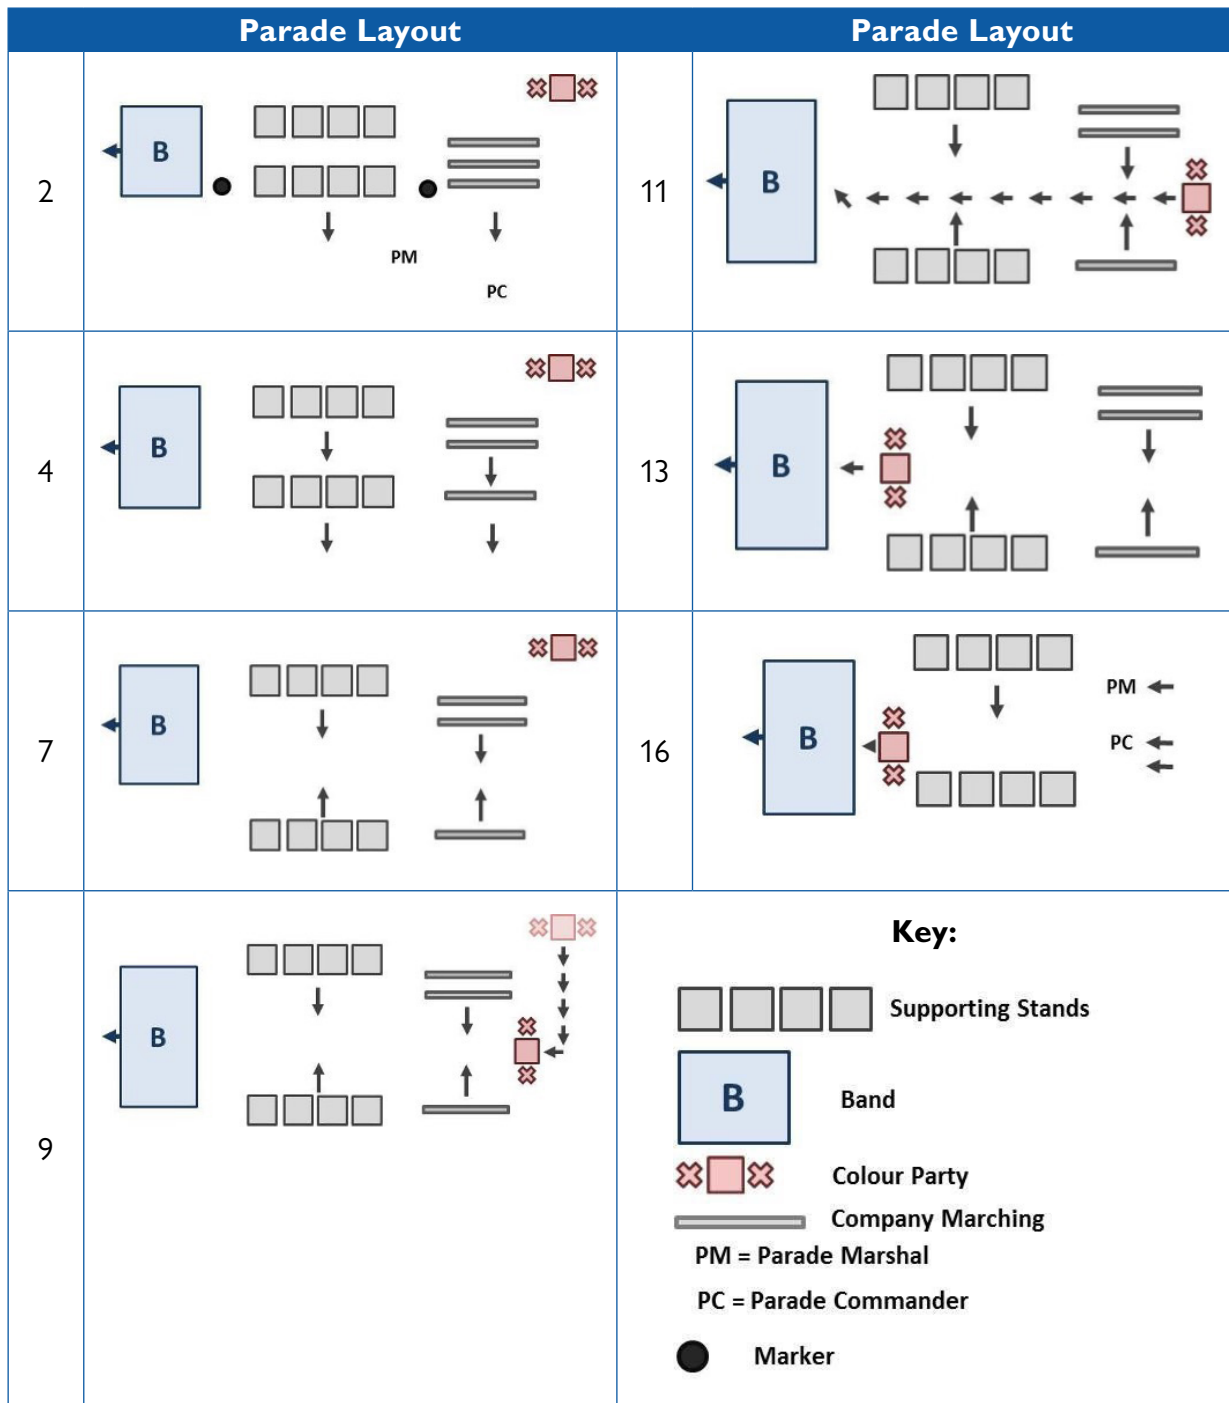 Parade Layout
Parade Layout
2
B
PM
PC
11
B
4
B
13
B
7
B
16
B
PM
PC
9
B
Key:
Supporting Stands
B
Band
Colour Party
Company Marching
PM = Parade Marshal
PC = Parade Commander
Marker